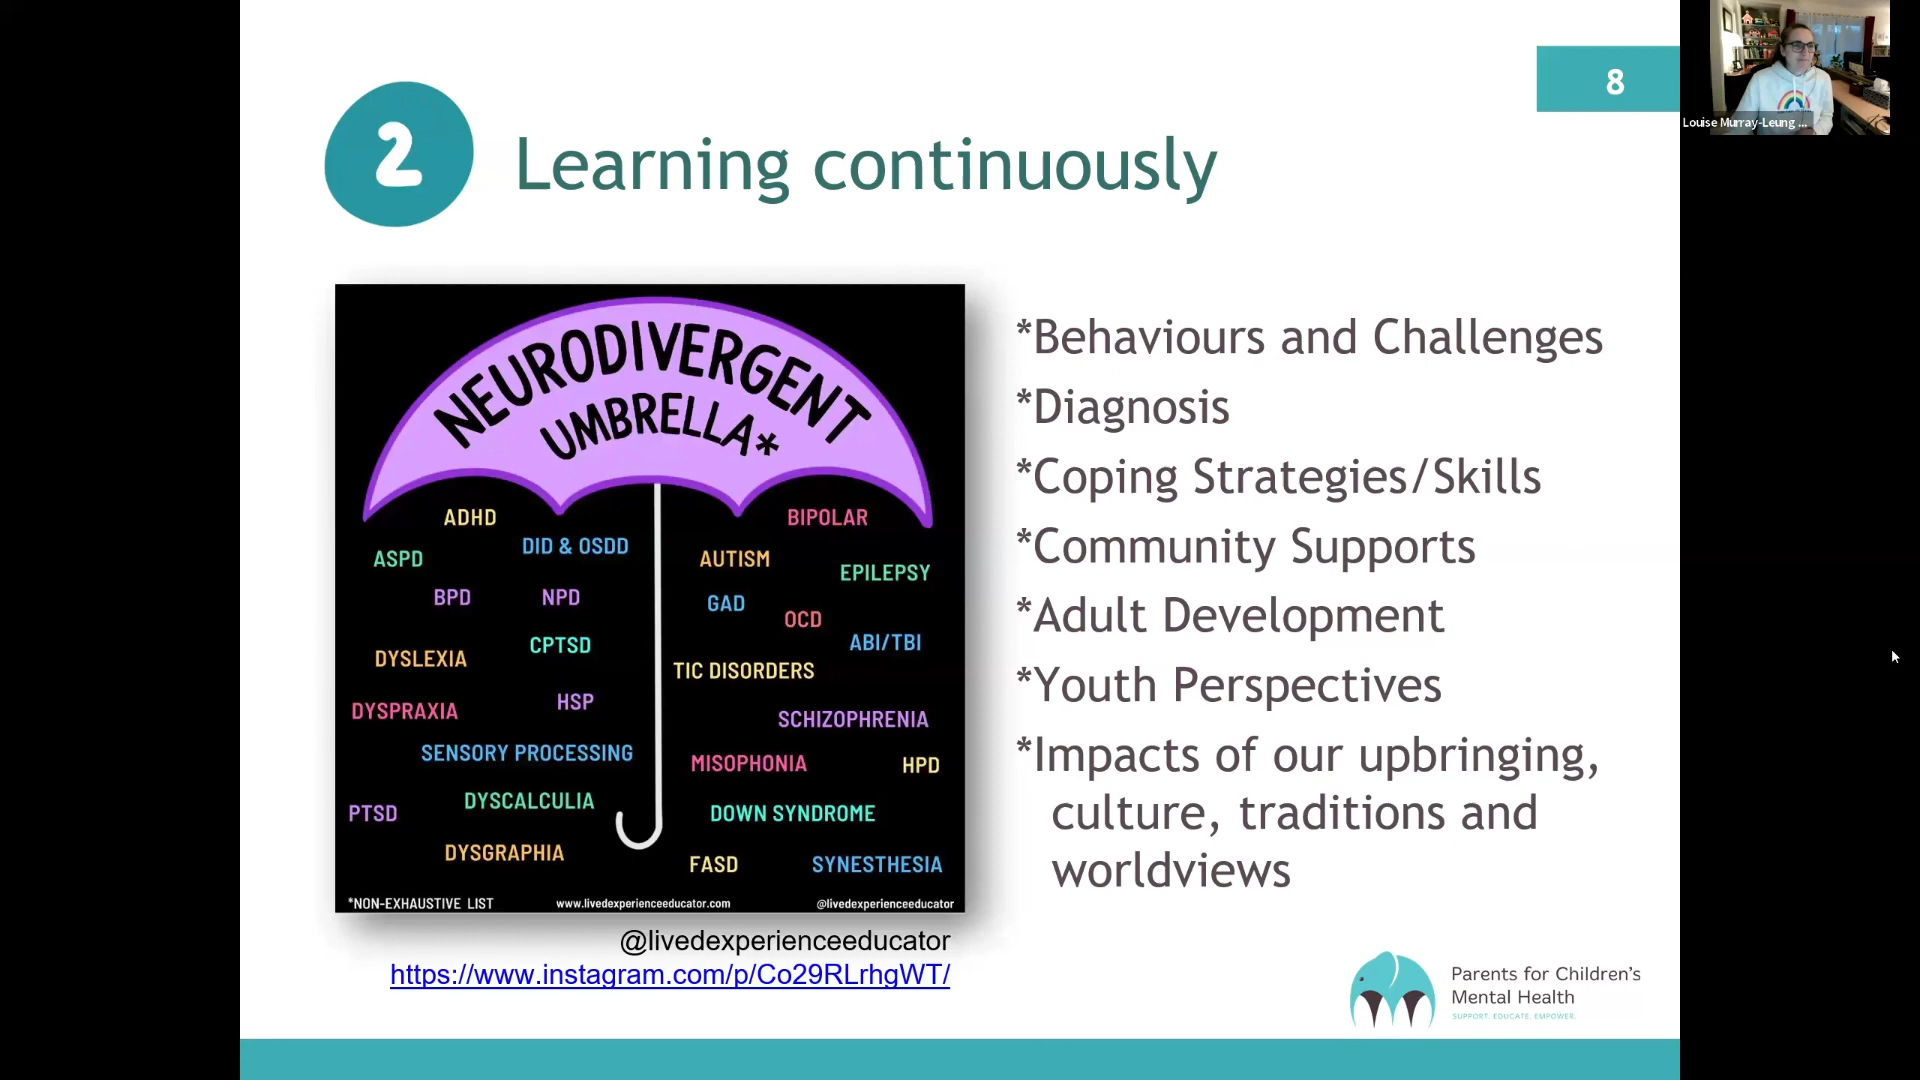 8
Louise Murray-Leung ...
2
Learning continuously
NEURODIVERGENT
UMBRELLA*
ADHD
BIPOLAR
DID & OSDD
ASPD
AUTISM
EPILEPSY
BPD
NPD
GAD
OCD
CPTSD
ABI/TBI
DYSLEXIA
TIC DISORDERS
HSP
DYSPRAXIA
SCHIZOPHRENIA
SENSORY PROCESSING
MISOPHONIA
HPD
DYSCALCULIA
PTSD
DOWN SYNDROME
DYSGRAPHIA
FASD
SYNESTHESIA
*NON-EXHAUSTIVE LIST
www.livedexperienceeducator.com
@livedexperienceeducator
@livedexperienceeducator
https://www.instagram.com/p/Co29RLrhgWT/
*Behaviours and Challenges
*Diagnosis
*Coping Strategies/Skills
*Community Supports
*Adult Development
*Youth Perspectives
*Impacts of our upbringing,
culture, traditions and
worldviews
Parents for Children's
Mental Health
SUPPORT. EDUCATE. EMPOWER.